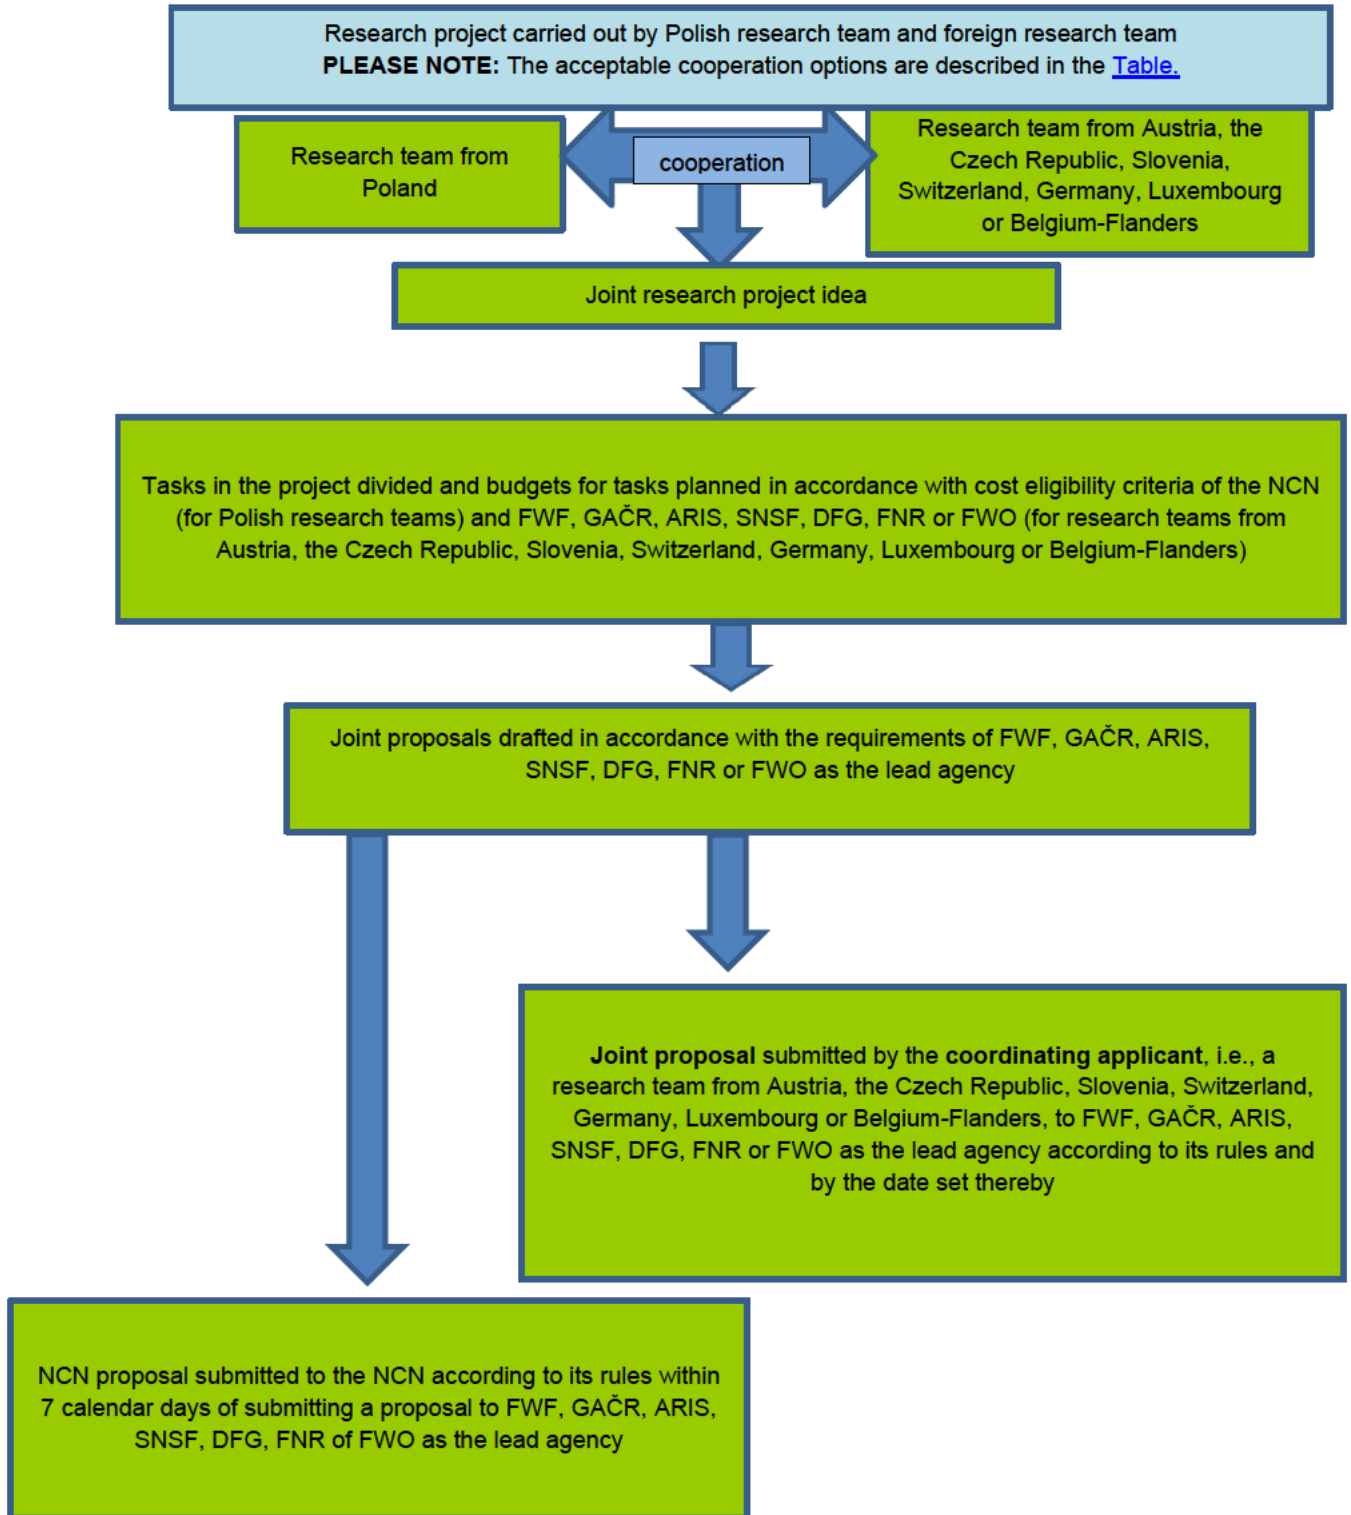 Research project carried out by Polish research team and foreign research team
PLEASE NOTE: The acceptable cooperation options are described in the Table.
Research team from
Poland
cooperation
Research team from Austria, the
Czech Republic, Slovenia,
Switzerland, Germany, Luxembourg
or Belgium-Flanders
Joint research project idea
Tasks in the project divided and budgets for tasks planned in accordance with cost eligibility criteria of the NCN
(for Polish research teams) and FWF, GAČR, ARIS, SNSF, DFG, FNR or FWO (for research teams from
Austria, the Czech Republic, Slovenia, Switzerland, Germany, Luxembourg or Belgium-Flanders)
Joint proposals drafted in accordance with the requirements of FWF, GAČR, ARIS,
SNSF, DFG, FNR or FWO as the lead agency
Joint proposal submitted by the coordinating applicant, i.e., a
research team from Austria, the Czech Republic, Slovenia, Switzerland,
Germany, Luxembourg or Belgium-Flanders, to FWF, GAČR, ARIS,
SNSF, DFG, FNR or FWO as the lead agency according to its rules and
by the date set thereby
NCN proposal submitted to the NCN according to its rules within
7 calendar days of submitting a proposal to FWF, GAČR, ARIS,
SNSF, DFG, FNR of FWO as the lead agency